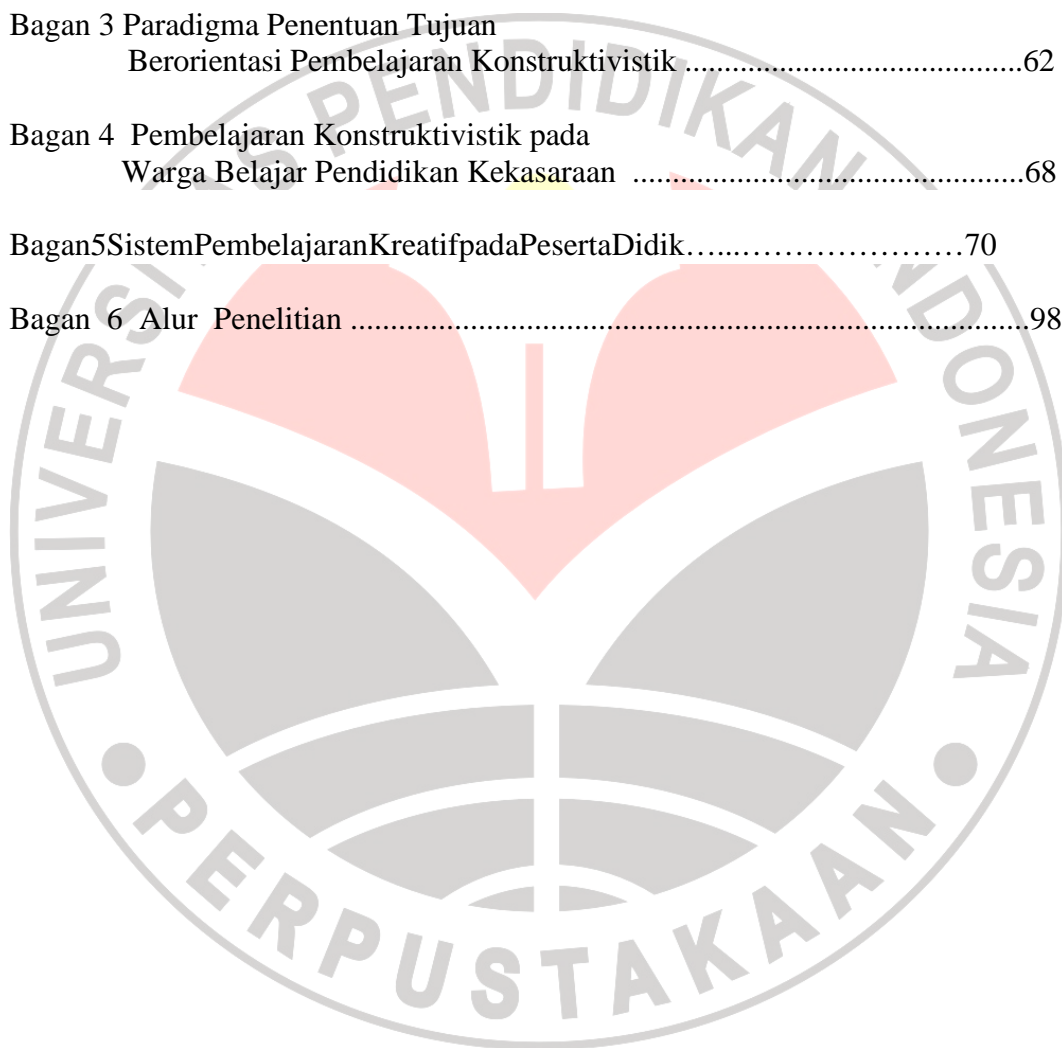 Bagan 3 Paradigma Penentuan Tujuan
Berorientasi Pembelajaran Konstruktivistik .......................................62
Bagan 4 Pembelajaran Konstruktivistik pada
Warga Belajar Pendidikan Kekasaraan ..........................................68
Bagan5SistemPembelajaranKreatifpadaPesertaDidik…...…………………70
Bagan 6 Alur Penelitian .........................................................................98
UNIVERSITAS PENDIDIKAN INDONESIA
PERPUSTAKAAN